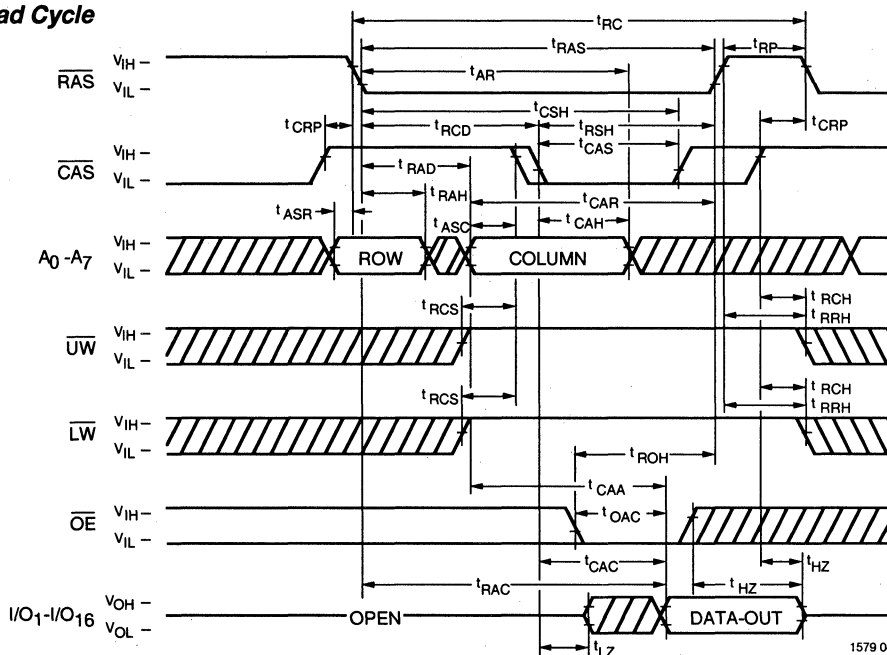 ad Cycle
tRC
tRAS
tRP
RAS
VIH
VIL
tAR
tCSH
tCRP
tRCD
tRSH
tCRP
CAS
VIH
VIL
tCAS
tRAD
tRAH
tCAR
tASR
tASC
tCAH
A0 -A7
VIH
VIL
ROW
COLUMN
tRCS
tRCH
tRRH
UW
VIH
VIL
tRCS
tRCH
tRRH
LW
VIH
VIL
tROH
tCAA
OE
VIH
VIL
tOAC
tCAC
tHZ
tRAC
tHZ
I/O1-I/O16
VOH
VOL
OPEN
DATA-OUT
tLZ
1579 0